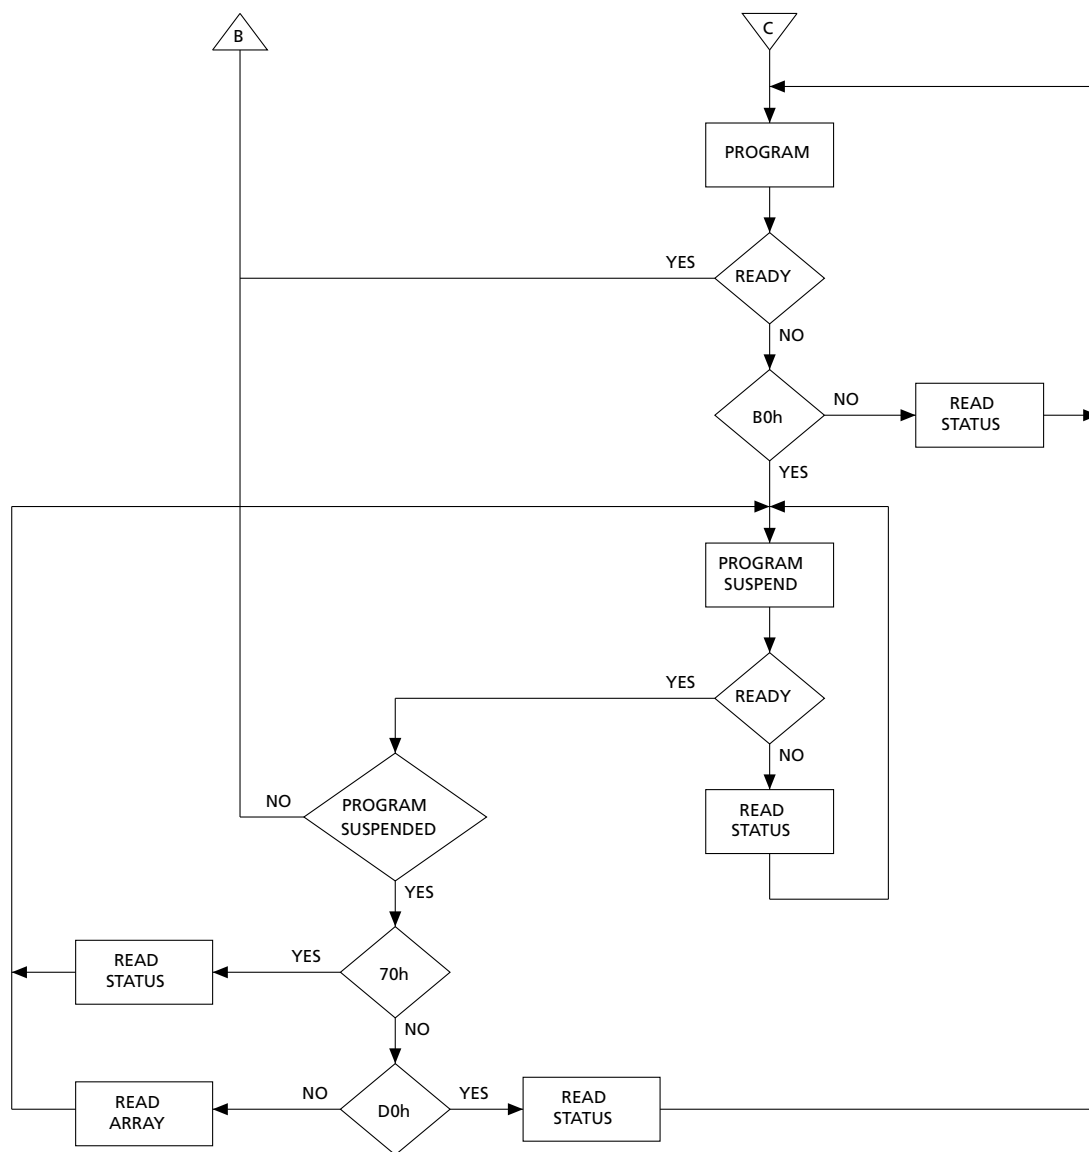 B
C
PROGRAM
YES
READY
NO
B0h
NO
READ
STATUS
YES
PROGRAM
SUSPEND
YES
READY
NO
NO
PROGRAM
SUSPENDED
READ
STATUS
YES
READ
STATUS
YES
70h
NO
READ
ARRAY
NO
D0h
YES
READ
STATUS